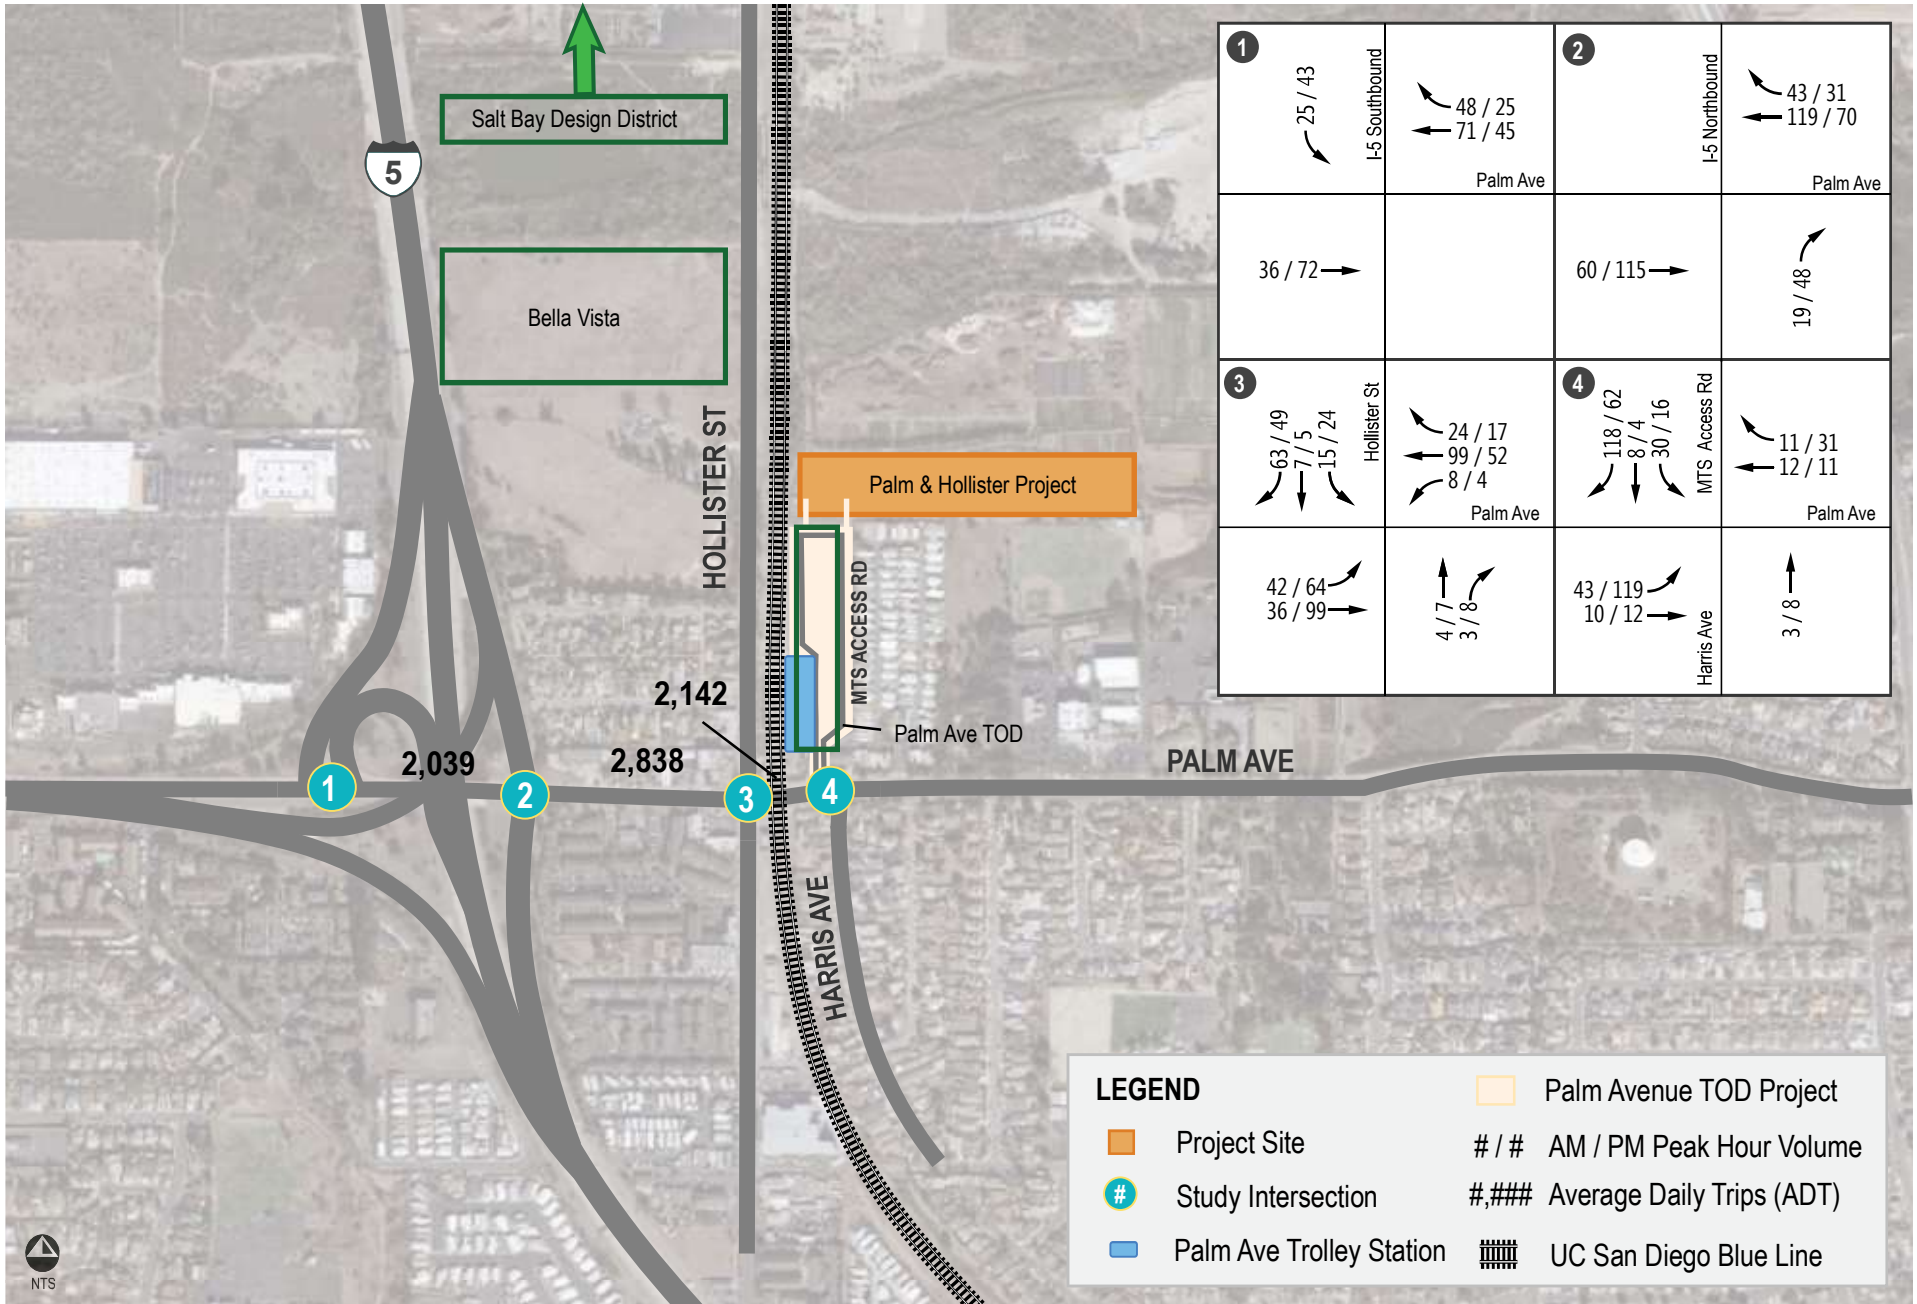 Salt Bay Design District
5
Bella Vista
HOLLISTER ST
Palm & Hollister Project
MTS ACCESS RD
2,142
Palm Ave TOD
2,039
2,838
PALM AVE
1
2
3
4
HARRIS AVE
NTS
1
25 / 43
I-5 Southbound
48 / 25
71 / 45
Palm Ave
36 / 72
2
I-5 Northbound
43 / 31
119 / 70
Palm Ave
60 / 115
19 / 48
3
63 / 49
7 / 5
15 / 24
Hollister St
24 / 17
99 / 52
8 / 4
Palm Ave
42 / 64
36 / 99
4 / 7
3 / 8
4
118 / 62
8 / 4
30 / 16
MTS Access Rd
11 / 31
12 / 11
Palm Ave
43 / 119
10 / 12
Harris Ave
3 / 8
LEGEND
Project Site
# Study Intersection
Palm Ave Trolley Station
Palm Avenue TOD Project
# / # AM / PM Peak Hour Volume
#,### Average Daily Trips (ADT)
UC San Diego Blue Line